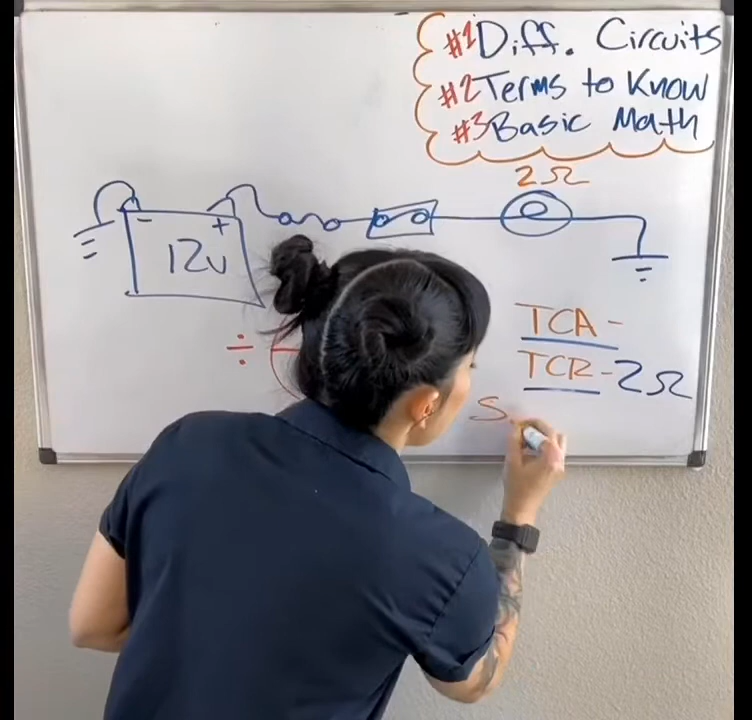 #1 Diff. Circuits
#2 Terms to Know
#3 Basic Math
2Ω
- +
12v
TCA-
÷
TCR-2Ω
S